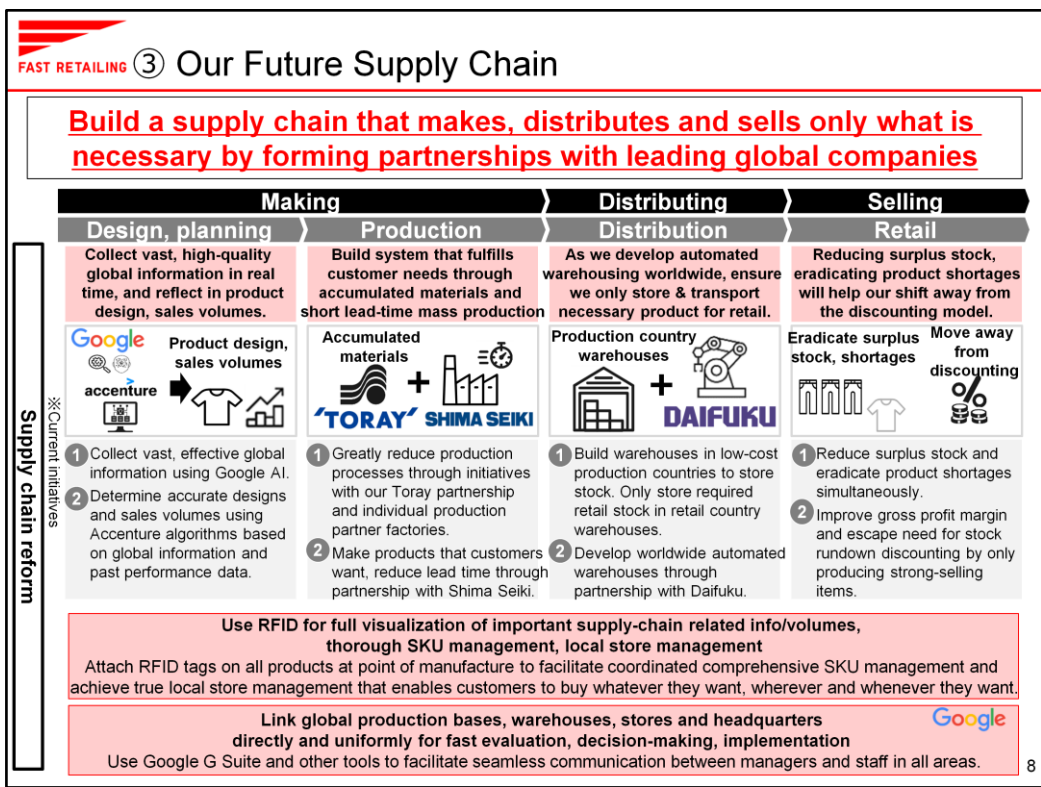 FAST RETAILING ③ Our Future Supply Chain
Build a supply chain that makes, distributes and sells only what is
necessary by forming partnerships with leading global companies
Making
Distributing
Selling
Design, planning
Production
Distribution
Retail
Supply chain reform
※Current initiatives
Collect vast, high-quality
global information in real
time, and reflect in product
design, sales volumes.
Google
accenture
Product design,
sales volumes
1 Collect vast, effective global
information using Google AI.
2 Determine accurate designs
and sales volumes using
Accenture algorithms based
on global information and
past performance data.
Build system that fulfills
customer needs through
accumulated materials and
short lead-time mass production
Accumulated
materials
+
'TORAY'
SHIMA SEIKI
1 Greatly reduce production
processes through initiatives
with our Toray partnership
and individual production
partner factories.
2 Make products that customers
want, reduce lead time through
partnership with Shima Seiki.
As we develop automated
warehousing worldwide, ensure
we only store & transport
necessary product for retail.
Production country
warehouses
+
DAIFUKU
1 Build warehouses in low-cost
production countries to store
stock. Only store required
retail stock in retail country
warehouses.
2 Develop worldwide automated
warehouses through
partnership with Daifuku.
Reducing surplus stock,
eradicating product shortages
will help our shift away from
the discounting model.
Eradicate surplus
stock, shortages
Move away
from
discounting
%
1 Reduce surplus stock and
eradicate product shortages
simultaneously.
2 Improve gross profit margin
and escape need for stock
rundown discounting by only
producing strong-selling
items.
Use RFID for full visualization of important supply-chain related info/volumes,
thorough SKU management, local store management
Attach RFID tags on all products at point of manufacture to facilitate coordinated comprehensive SKU management and
achieve true local store management that enables customers to buy whatever they want, wherever and whenever they want.
Link global production bases, warehouses, stores and headquarters
directly and uniformly for fast evaluation, decision-making, implementation
Use Google G Suite and other tools to facilitate seamless communication between managers and staff in all areas.
Google
8